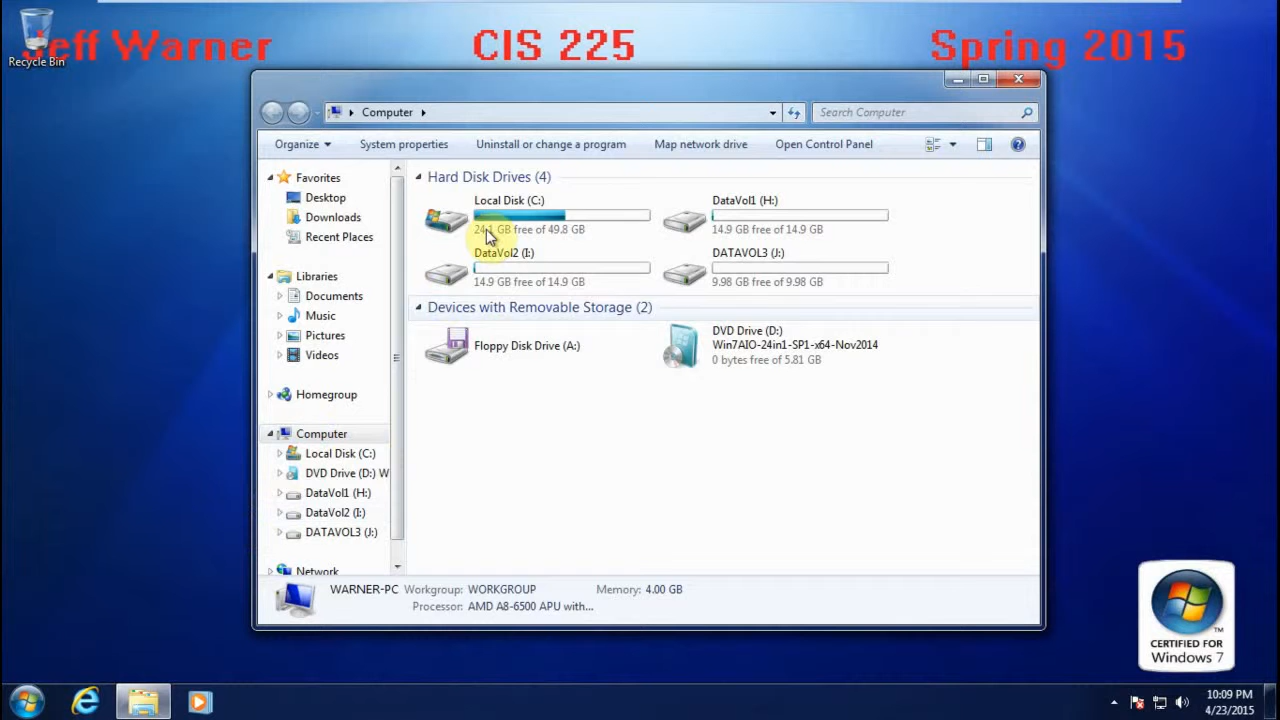 Jeff Warner CIS 225 Spring 2015
Recycle Bin
Computer
Search Computer
Organize System properties Uninstall or change a program Map network drive Open Control Panel
Favorites
Desktop
Downloads
Recent Places
Libraries
Documents
Music
Pictures
Videos
Homegroup
Computer
Local Disk (C:)
DVD Drive (D:) W
DataVol1 (H:)
DataVol2 (I:)
DATAVOL3 (J:)
Network
Hard Disk Drives (4)
Local Disk (C:)
24.1 GB free of 49.8 GB
DataVol1 (H:)
14.9 GB free of 14.9 GB
DataVol2 (I:)
14.9 GB free of 14.9 GB
DATAVOL3 (J:)
9.98 GB free of 9.98 GB
Devices with Removable Storage (2)
Floppy Disk Drive (A:)
DVD Drive (D:)
Win7AIO-24in1-SP1-x64-Nov2014
0 bytes free of 5.81 GB
WARNER-PC Workgroup: WORKGROUP Memory: 4.00 GB
Processor: AMD A8-6500 APU with...
TM
CERTIFIED FOR
Windows 7
10:09 PM
4/23/2015